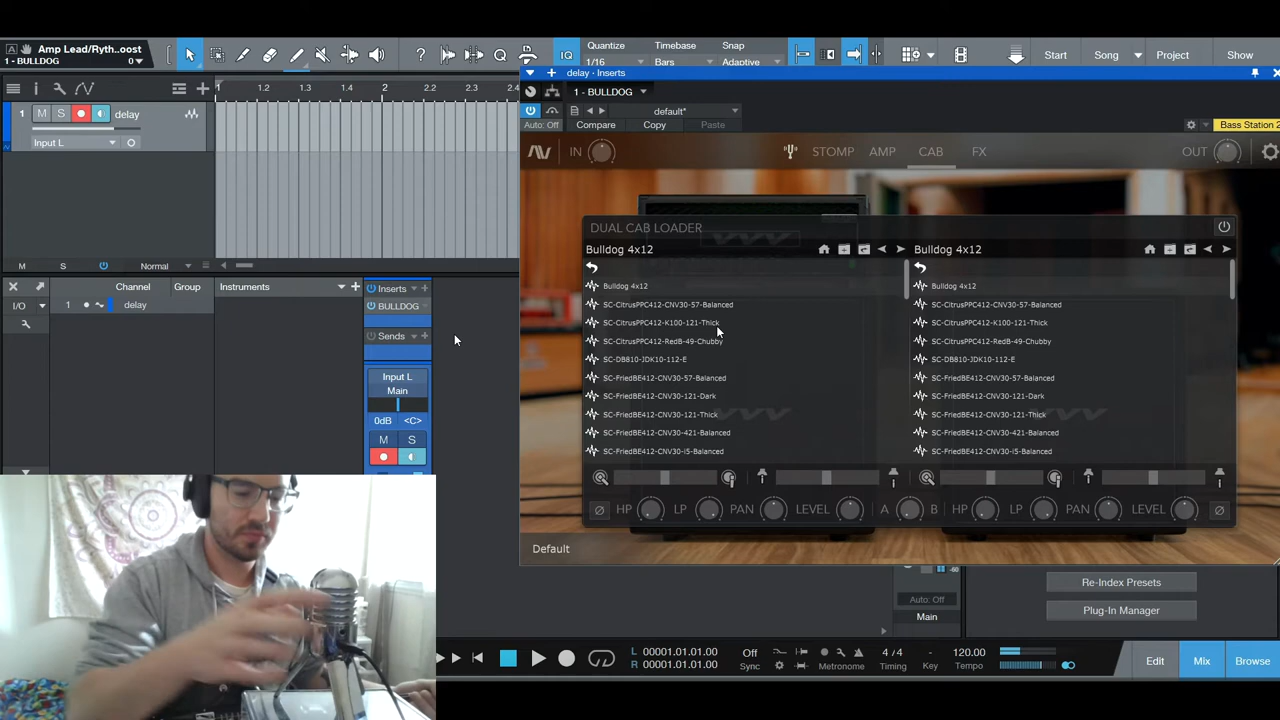 Amp Lead/Ryth..oost
1 - BULLDOG
0
IQ
Quantize
1/16
Timebase
Bars
Snap
Adaptive
Start
Song
Project
Show
delay - Inserts
1 - BULLDOG
default*
Auto: Off
Compare
Copy
Paste
Bass Station 2
1
1.2
1.3
1.4
2
2.2
2.3
2.4
1
M
S
delay
Input L
IN
STOMP
AMP
CAB
FX
OUT
DUAL CAB LOADER
Bulldog 4x12
Bulldog 4x12
Bulldog 4x12
SC-CitrusPPC412-CNV30-57-Balanced
SC-CitrusPPC412-K100-121-Thick
SC-CitrusPPC412-RedB-49-Chubby
SC-DB810-JDK10-112-E
SC-FriedBE412-CNV30-57-Balanced
SC-FriedBE412-CNV30-121-Dark
SC-FriedBE412-CNV30-121-Thick
SC-FriedBE412-CNV30-421-Balanced
SC-FriedBE412-CNV30-i5-Balanced
Bulldog 4x12
SC-CitrusPPC412-CNV30-57-Balanced
SC-CitrusPPC412-K100-121-Thick
SC-CitrusPPC412-RedB-49-Chubby
SC-DB810-JDK10-112-E
SC-FriedBE412-CNV30-57-Balanced
SC-FriedBE412-CNV30-121-Dark
SC-FriedBE412-CNV30-121-Thick
SC-FriedBE412-CNV30-421-Balanced
SC-FriedBE412-CNV30-i5-Balanced
HP
LP
PAN
LEVEL
A
B
HP
LP
PAN
LEVEL
Default
M
S
Normal
Channel
Group
Instruments
Inserts
I/O
1
delay
BULLDOG
Sends
Input L
Main
0dB
<C>
M
S
-60
Auto: Off
Main
Re-Index Presets
Plug-In Manager
L 00001.01.01.00
R 00001.01.01.00
Off
Sync
Metronome
4 / 4
Timing
-
Key
120.00
Tempo
Edit
Mix
Browse